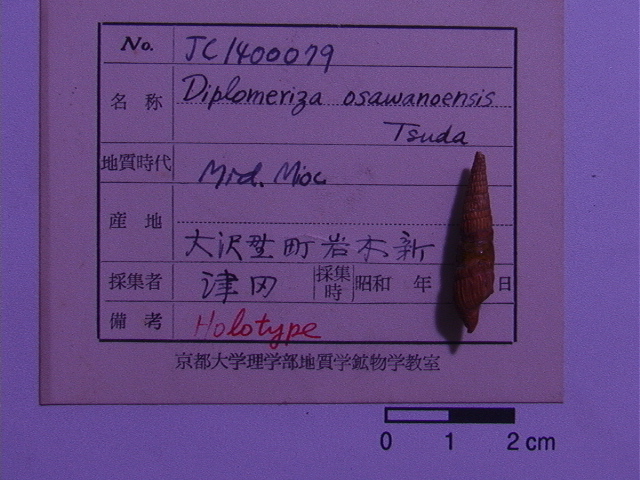 No. JC1400079
名称 Diplomeriza osawanoensis
Tsuda
地質時代 Mid. Mioc
産地
大沢野町岩木新
採集者 津田 採集時 昭和 年 日
備考 Holotype
京都大学理学部地質学鉱物学教室
0 1 2 cm